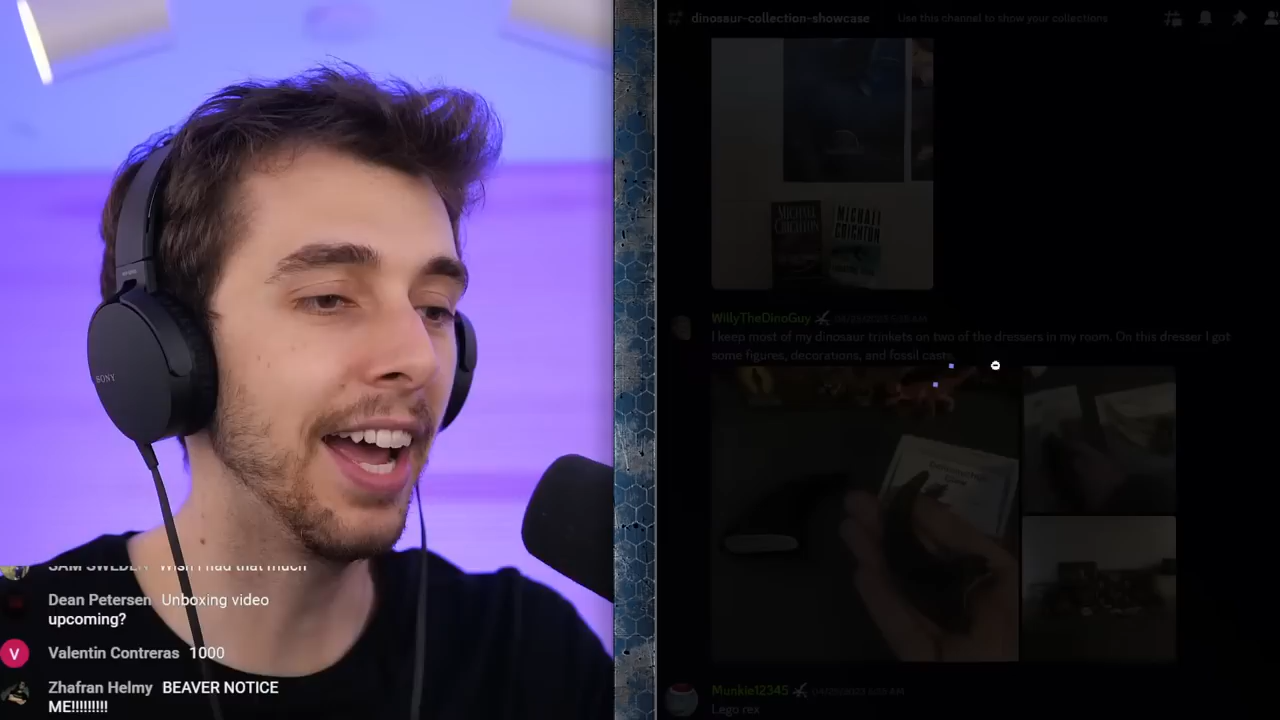 SONY
SAM SWEDEN Wish I had that much
Dean Petersen Unboxing video
upcoming?
V
Valentin Contreras 1000
Zhafran Helmy BEAVER NOTICE
ME!!!!!!!!!
dinosaur-collection-showcase Use this channel to show your collections
MICHAEL
CRICHTON
MICHAEL
CRICHTON
WillyTheDinoGuy
I keep most of my dinosaur trinkets on two of the dressers in my room. On this dresser I got
some figures, decorations, and fossil casts.
Munkie12345
Lego rex